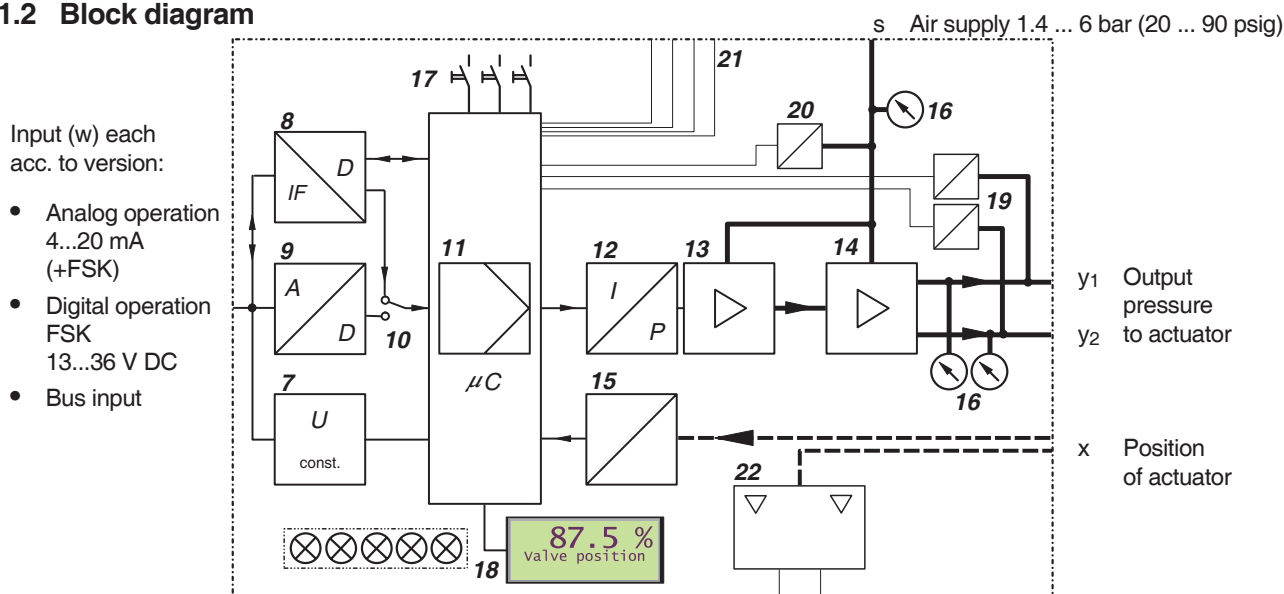 1.2 Block diagram
s Air supply 1.4 ... 6 bar (20 ... 90 psig)
17
21
20
16
Input (w) each
acc. to version:
8
D
IF
19
• Analog operation
4...20 mA
(+FSK)
9
A
D
10
11
12
I
P
13
14
y1 Output
pressure
y2 to actuator
• Digital operation
FSK
13...36 V DC
16
• Bus input
7
U
const.
μC
15
x Position
of actuator
22
87.5 %
Valve position
18